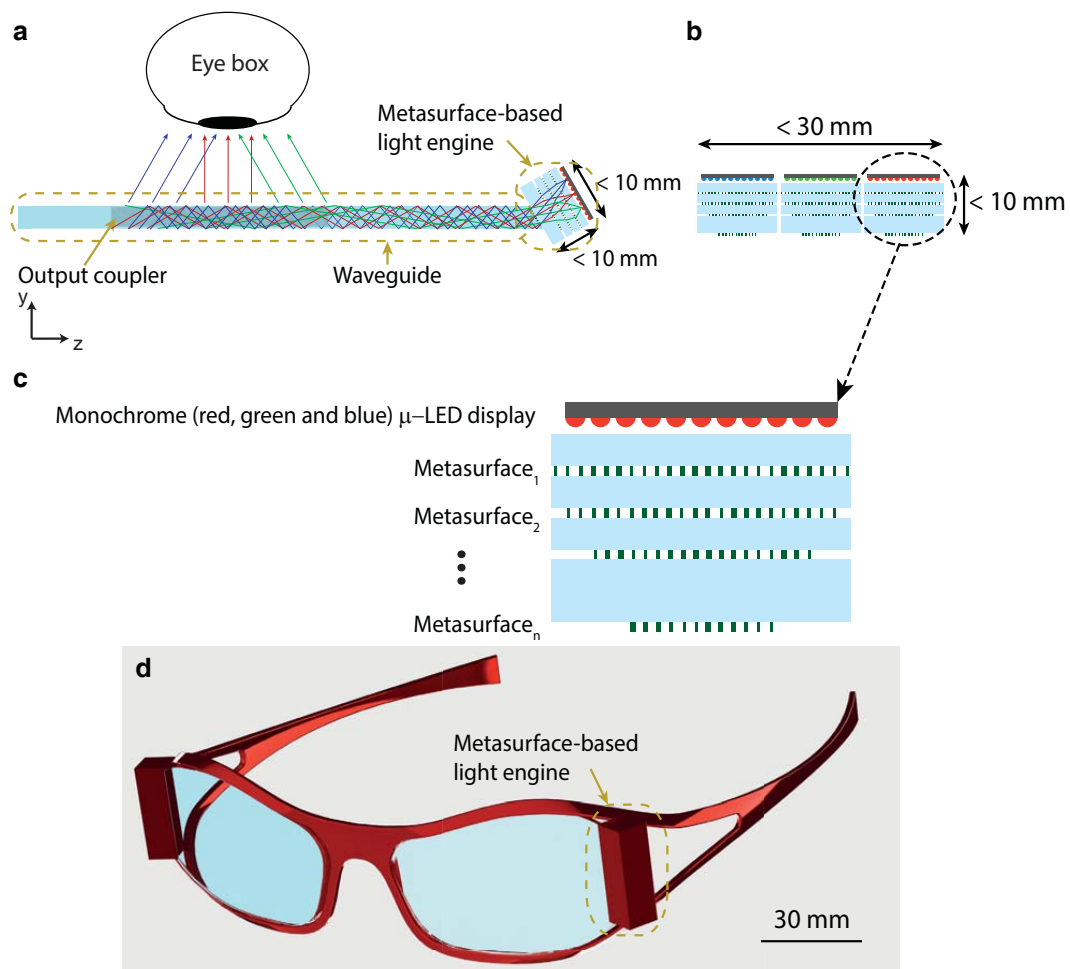 a
Eye box
Metasurface-based
light engine
< 10 mm
< 10 mm
Output coupler
Waveguide
y
z
b
< 30 mm
< 10 mm
c
Monochrome (red, green and blue) μ–LED display
Metasurface1
Metasurface2
Metasurfacen
d
Metasurface-based
light engine
30 mm